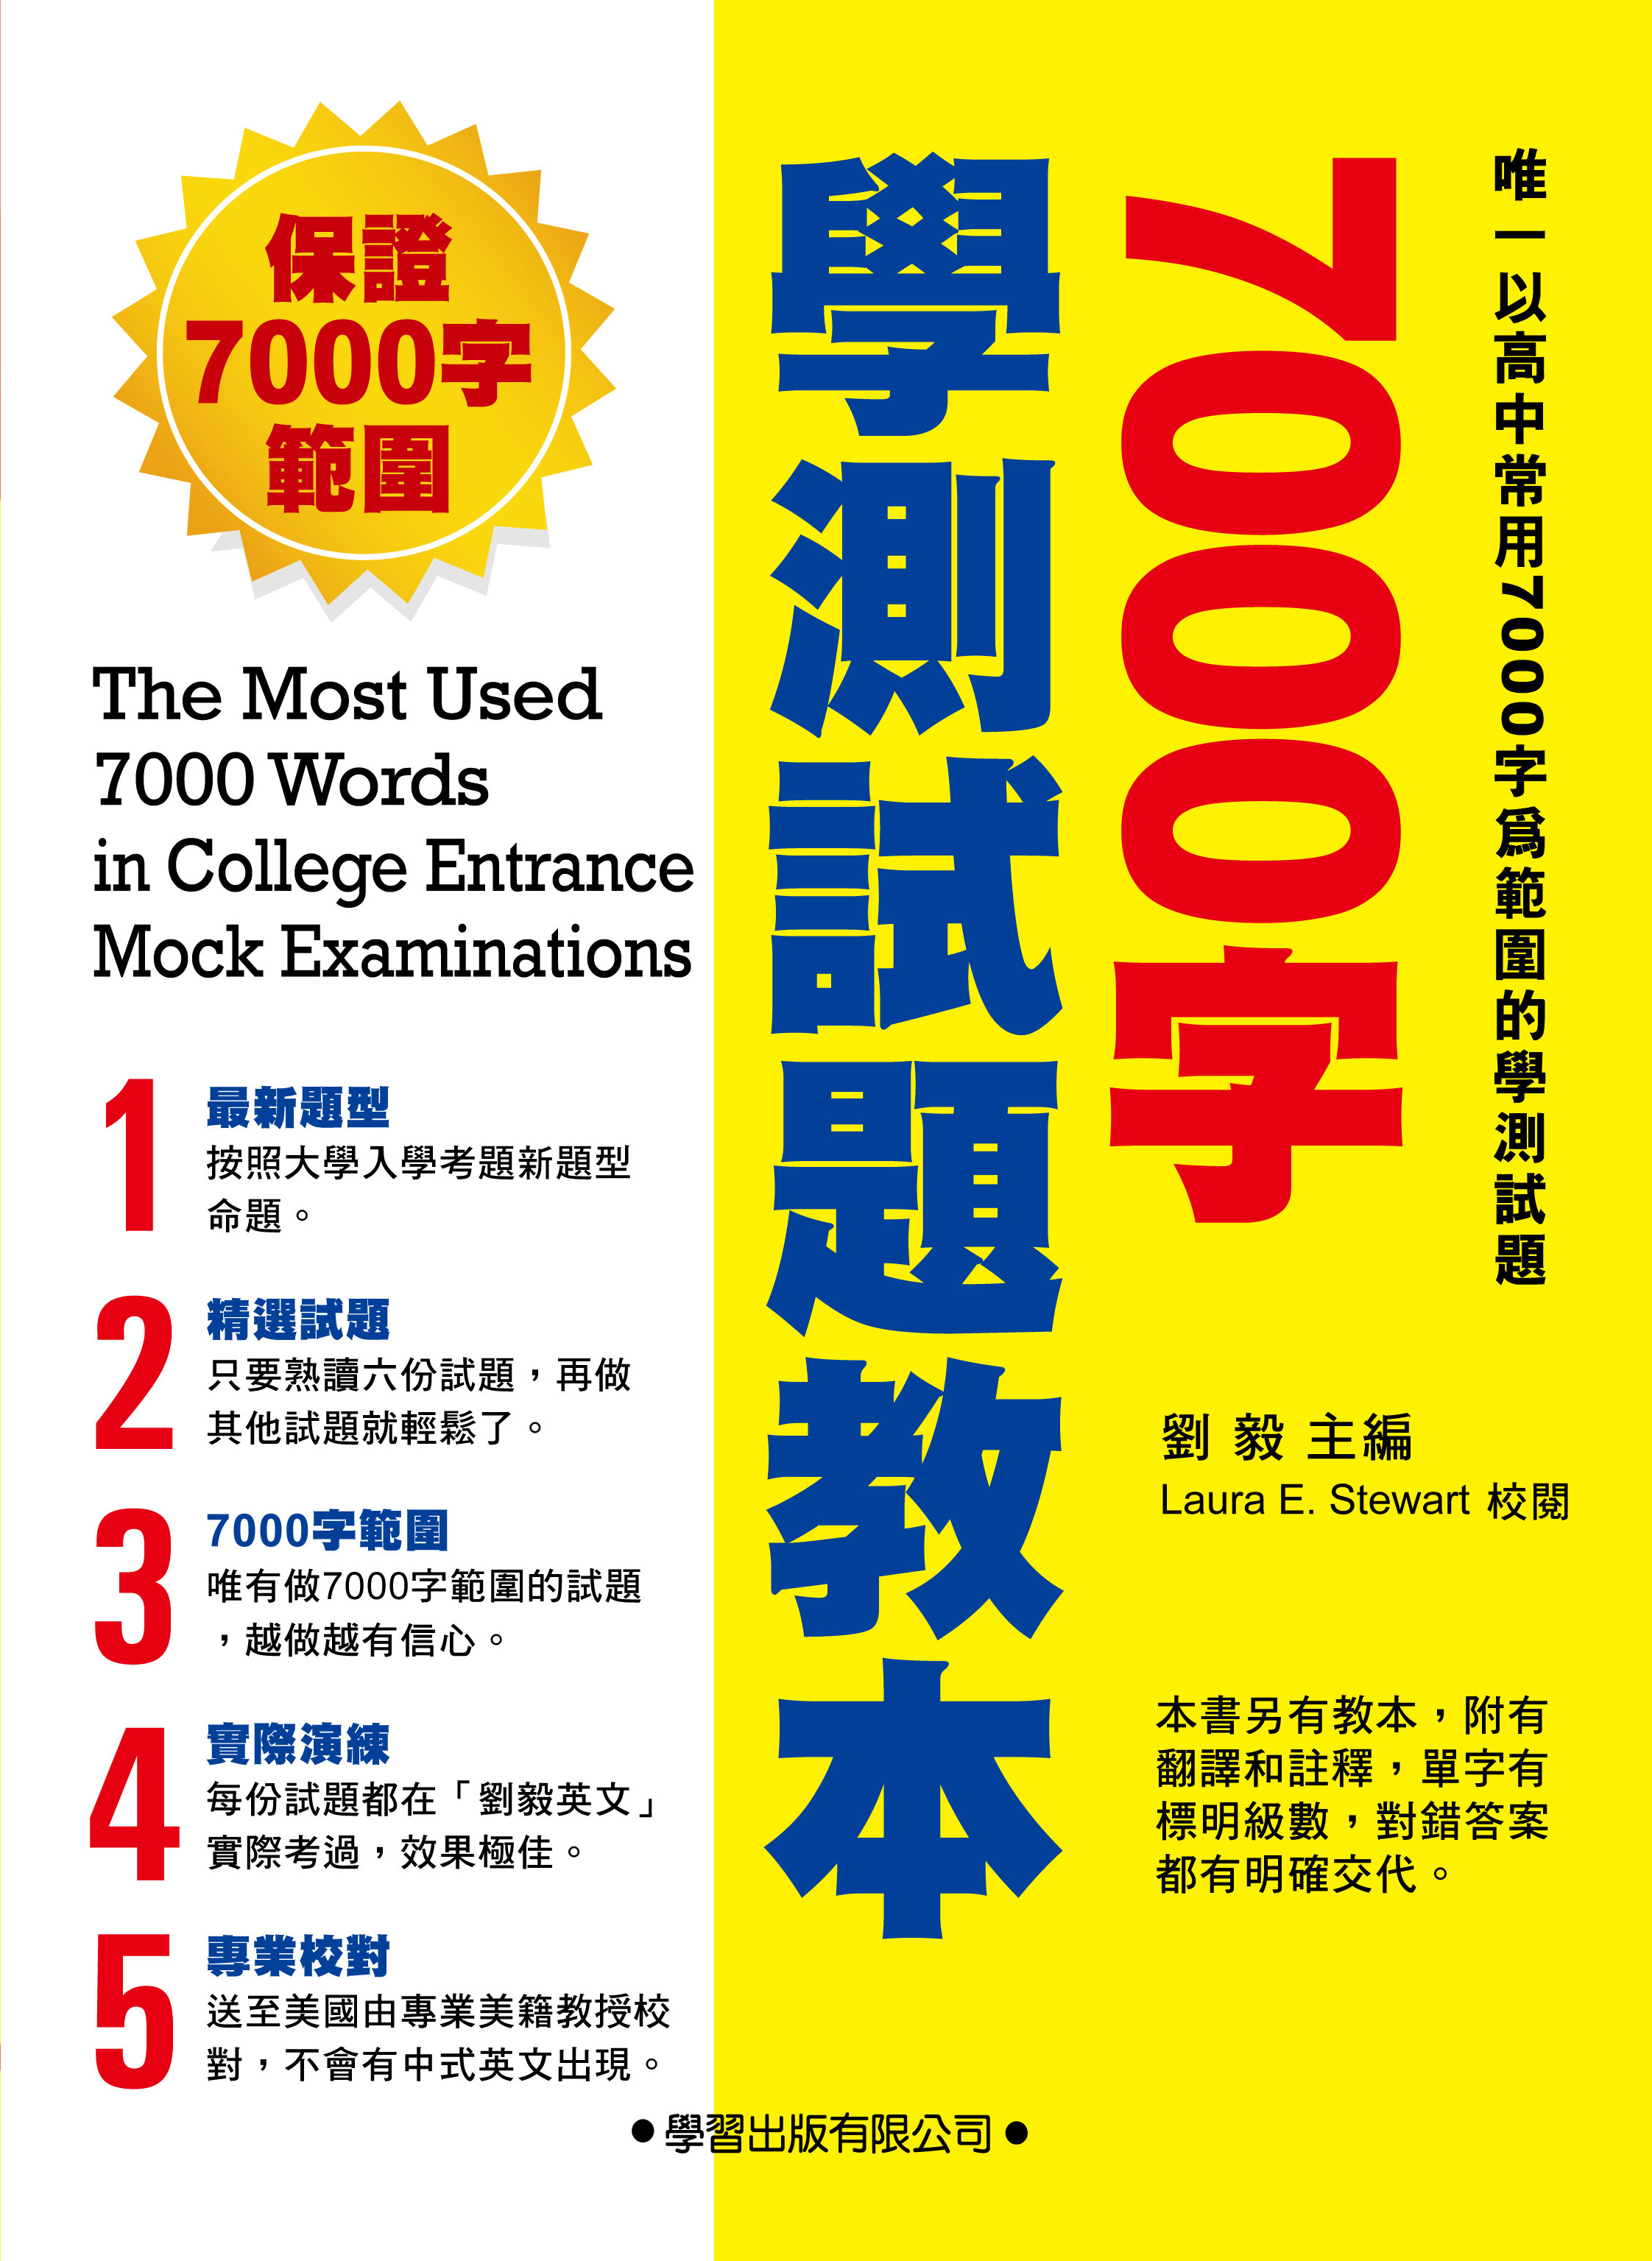 唯一以高中常用7000字爲範圍的學測試題
7000字
學測試題教本
保證
7000字
範圍
The Most Used
7000 Words
in College Entrance
Mock Examinations
1 最新題型
按照大學入學考題新題型
命題。
2 精選試題
只要熟讀六份試題，再做
其他試題就輕鬆了。
3 7000字範圍
唯有做7000字範圍的試題
，越做越有信心。
4 實際演練
每份試題都在「劉毅英文」
實際考過，效果極佳。
5 專業校對
送至美國由專業美籍教授校
對，不會有中式英文出現。
劉 毅 主編
Laura E. Stewart 校閱
本書另有教本，附有
翻譯和註釋，單字有
標明級數，對錯答案
都有明確交代。
●學習出版有限公司●